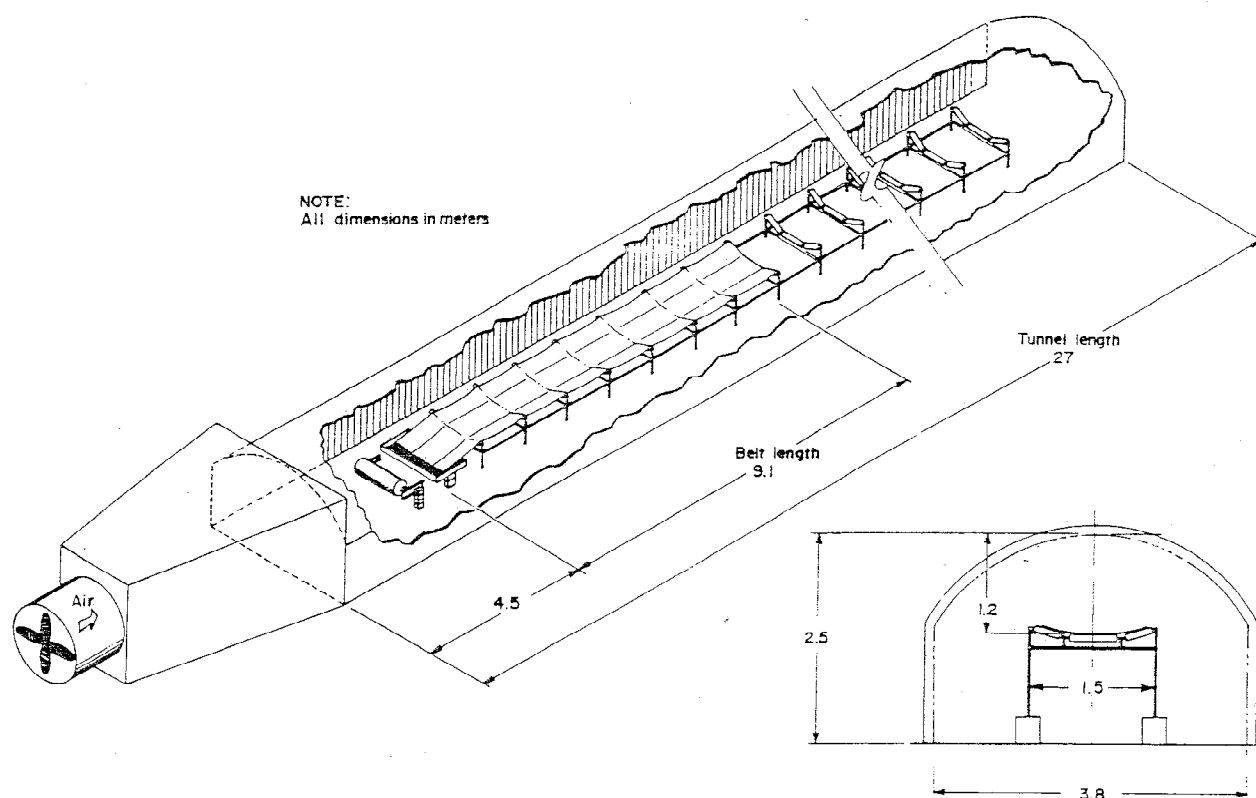 NOTE:
All dimensions in meters
Tunnel length
27
Belt length
9.1
Air
4.5
1.2
2.5
1.5
3.8